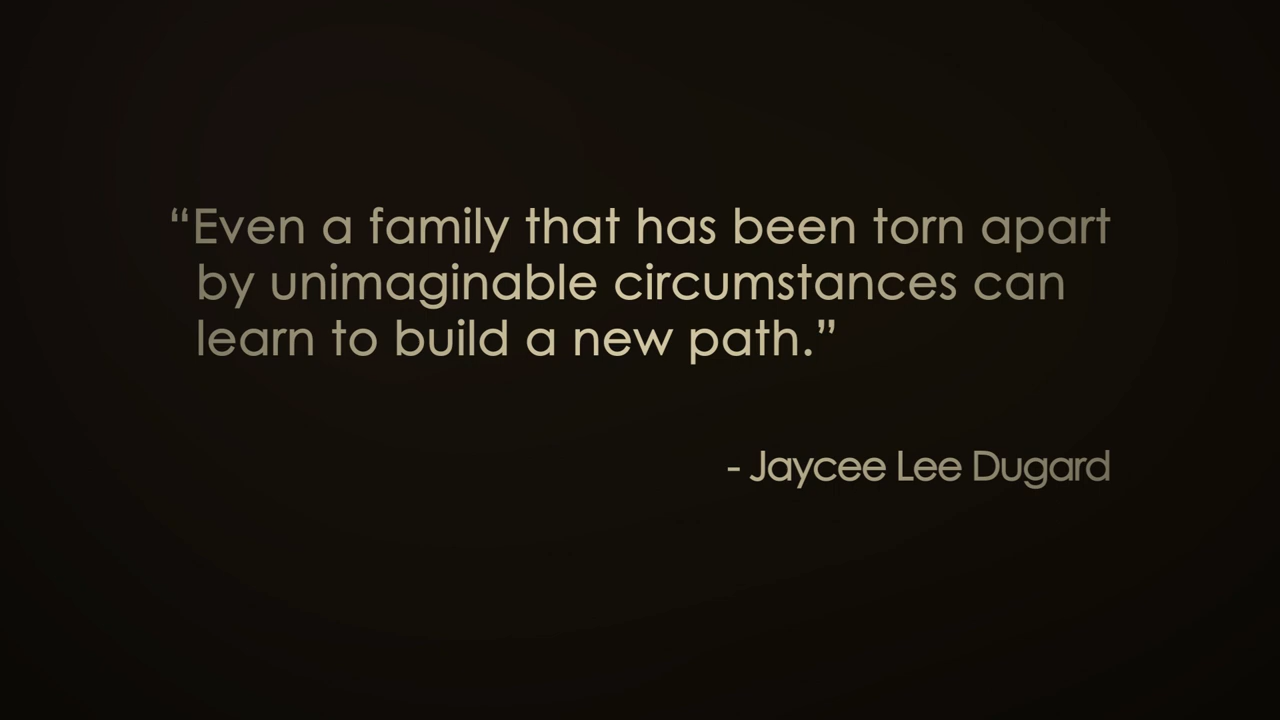 “Even a family that has been torn apart
by unimaginable circumstances can
learn to build a new path.”
- Jaycee Lee Dugard